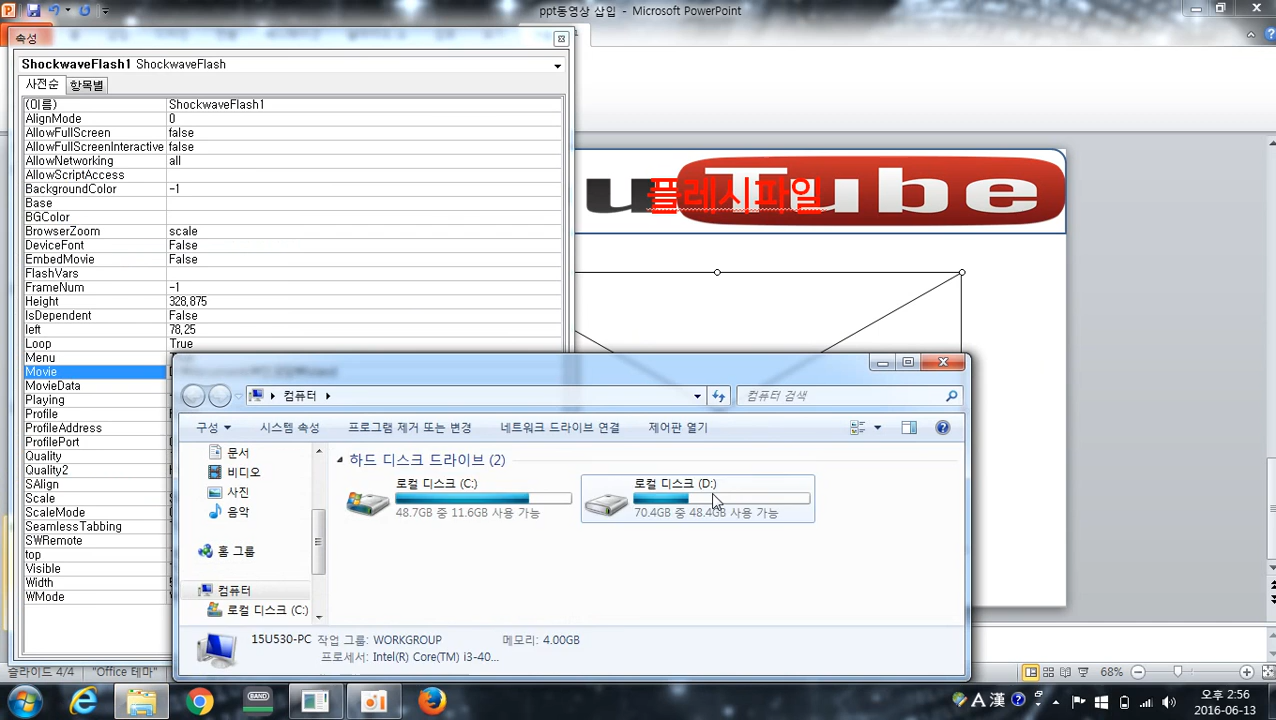 ppt동영상 삽입 - Microsoft PowerPoint
속성
ShockwaveFlash1 ShockwaveFlash
사전순 항목별
(이름) ShockwaveFlash1
AlignMode 0
AllowFullScreen false
AllowFullScreenInteractive false
AllowNetworking all
AllowScriptAccess
BackgroundColor -1
Base
BGColor
BrowserZoom scale
DeviceFont False
EmbedMovie False
FlashVars
FrameNum -1
Height 328,875
IsDependent False
left 78,25
Loop True
Menu
Movie
MovieData
Playing
Profile
ProfileAddress
ProfilePort
Quality
Quality2
SAlign
Scale
ScaleMode
SeamlessTabbing
SWRemote
top
Visible
Width
WMode
uTube
플레시파일
컴퓨터
컴퓨터 검색
구성 시스템 속성 프로그램 제거 또는 변경 네트워크 드라이브 연결 제어판 열기
문서
비디오
사진
음악
홈 그룹
컴퓨터
로컬 디스크 (C:)
하드 디스크 드라이브 (2)
로컬 디스크 (C:)
48.7GB 중 11.6GB 사용 가능
로컬 디스크 (D:)
70.4GB 중 48.4GB 사용 가능
15U530-PC 작업 그룹: WORKGROUP 메모리: 4.00GB
프로세서: Intel(R) Core(TM) i3-40...
슬라이드 4/4 "Office 테마" 68%
BAND
A 漢
오후 2:56
2016-06-13